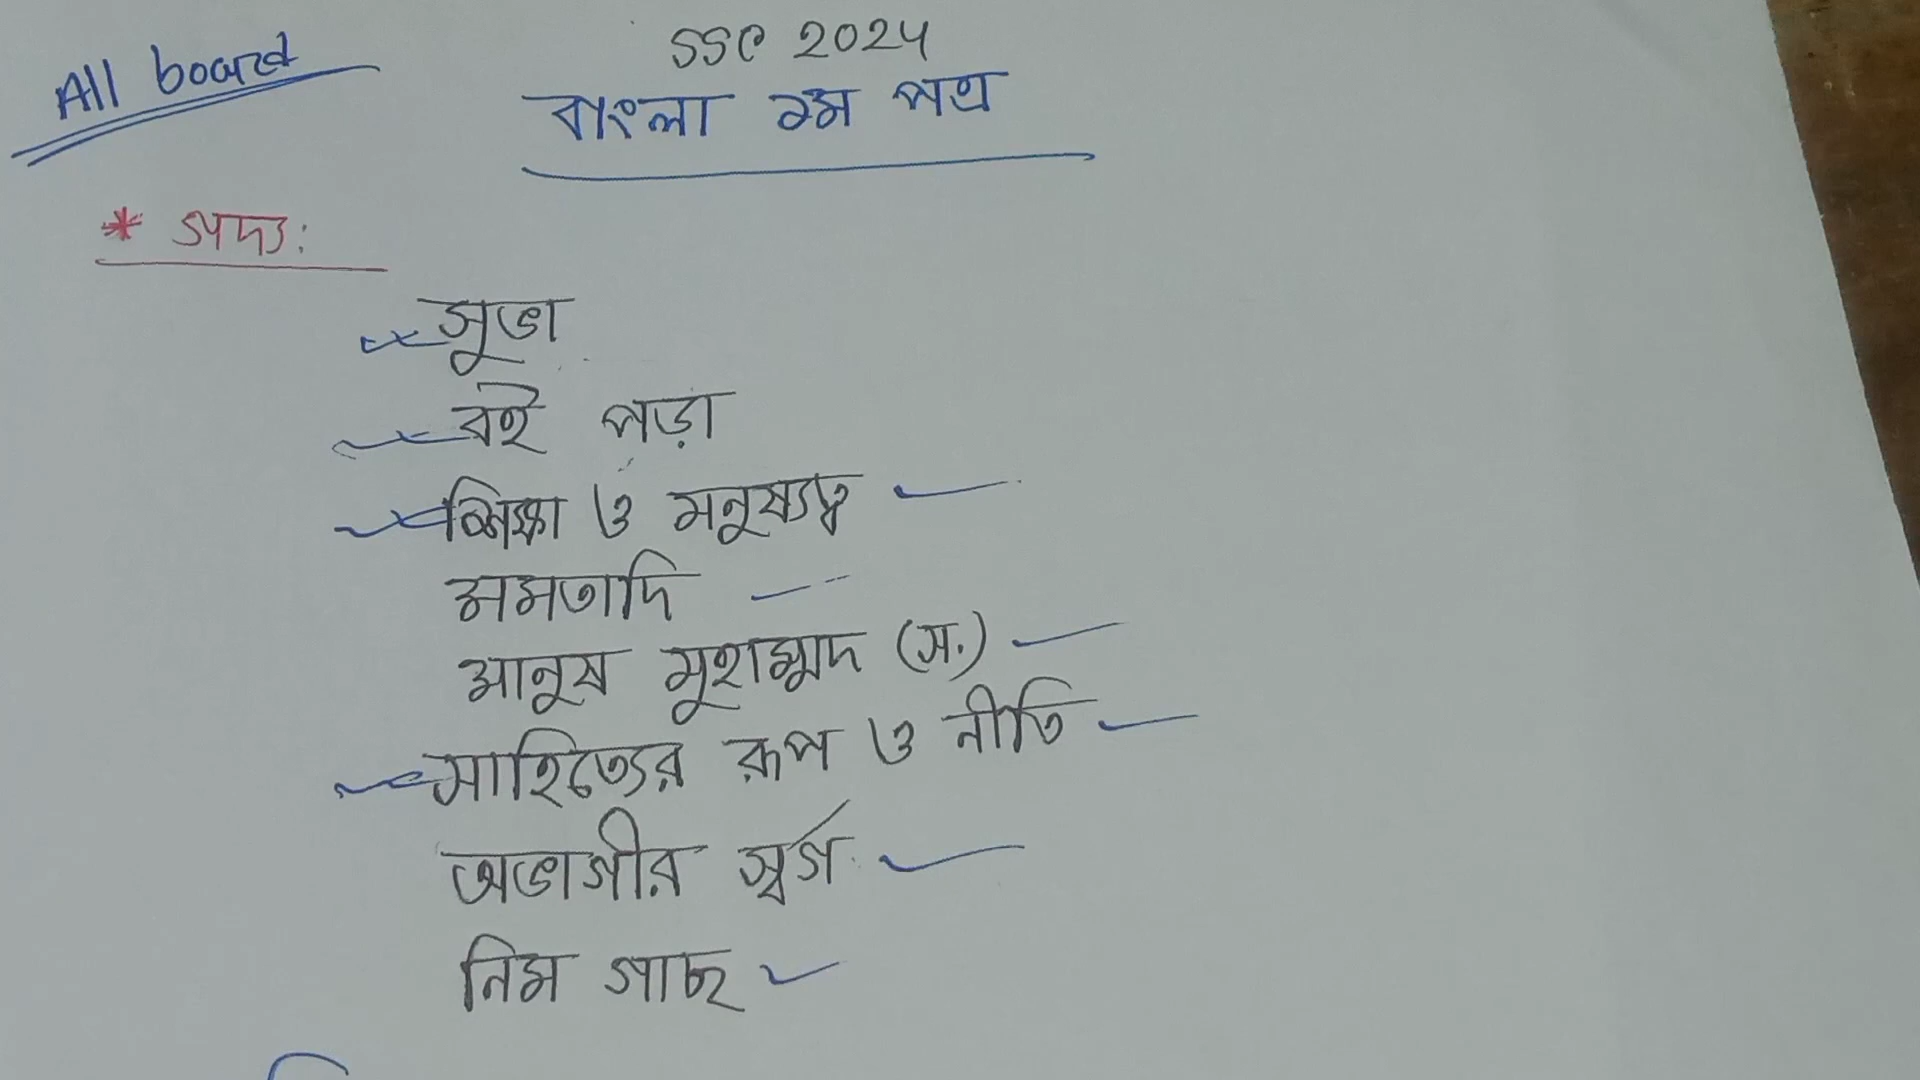 All board
SSC 2024
বাংলা ১ম পত্র
* গদ্য:
সুভা
বই পড়া
শিক্ষা ও মনুষ্যত্ব
মমতাদি
মানুষ মুহাম্মদ (স.)
সাহিত্যের রূপ ও নীতি
অভাগীর স্বর্গ
নিম গাছ